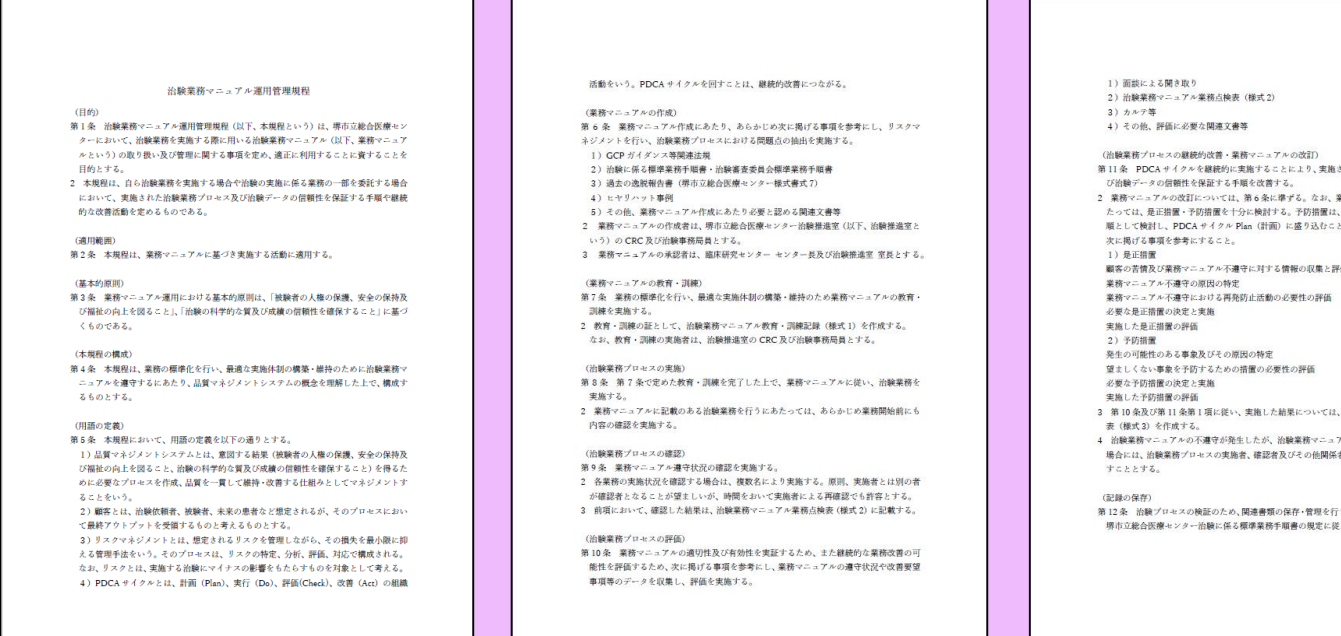 治験業務マニュアル運用管理規程
（目的）
第1条　治験業務マニュアル運用管理規程（以下、本規程という）は、堺市立総合医療セン
ターにおいて、治験業務を実施する際に用いる治験業務マニュアル（以下、業務マニュア
ルという）の取り扱い及び管理に関する事項を定め、適正に利用することに資することを
目的とする。
2　本規程は、自ら治験業務を実施する場合や治験の実施に係る業務の一部を委託する場合
において、実施された治験業務プロセス及び治験データの信頼性を保証する手順や継続
的な改善活動を定めるものである。
（適用範囲）
第2条　本規程は、業務マニュアルに基づき実施する活動に適用する。
（基本的原則）
第3条　業務マニュアル運用における基本的原則は、「被験者の人権の保護、安全の保持及
び福祉の向上を図ること」、「治験の科学的な質及び成績の信頼性を確保すること」に基づ
くものである。
（本規程の構成）
第4条　本規程は、業務の標準化を行い、最適な実施体制の構築・維持のために治験業務マ
ニュアルを遵守するにあたり、品質マネジメントシステムの概念を理解した上で、構成す
るものとする。
（用語の定義）
第5条　本規程において、用語の定義を以下の通りとする。
1）品質マネジメントシステムとは、意図する結果（被験者の人権の保護、安全の保持及
び福祉の向上を図ること、治験の科学的な質及び成績の信頼性を確保すること）を得るた
めに必要なプロセスを作成、品質を一貫して維持・改善する仕組みとしてマネジメントす
ることをいう。
2）顧客とは、治験依頼者、被験者、未来の患者など想定されるが、そのプロセスにおい
て最終アウトプットを受領するものと考えるものとする。
3）リスクマネジメントとは、想定されるリスクを管理しながら、その損失を最小限に抑
える管理手法をいう。そのプロセスは、リスクの特定、分析、評価、対応で構成される。
なお、リスクとは、実施する治験にマイナスの影響をもたらすものを対象として考える。
4）PDCAサイクルとは、計画（Plan）、実行（Do）、評価(Check)、改善（Act）の組織
活動をいう。PDCAサイクルを回すことは、継続的改善につながる。
（業務マニュアルの作成）
第6条　業務マニュアル作成にあたり、あらかじめ次に掲げる事項を参考にし、リスクマ
ネジメントを行い、治験業務プロセスにおける問題点の抽出を実施する。
1）GCPガイダンス等関連法規
2）治験に係る標準業務手順書・治験審査委員会標準業務手順書
3）過去の逸脱報告書（堺市立総合医療センター様式書式7）
4）ヒヤリハット事例
5）その他、業務マニュアル作成にあたり必要と認める関連文書等
2　業務マニュアルの作成者は、堺市立総合医療センター治験推進室（以下、治験推進室と
いう）のCRC及び治験事務局員とする。
3　業務マニュアルの承認者は、臨床研究センター センター長及び治験推進室 室長とする。
（業務マニュアルの教育・訓練）
第7条　業務の標準化を行い、最適な実施体制の構築・維持のため業務マニュアルの教育・
訓練を実施する。
2　教育・訓練の証として、治験業務マニュアル教育・訓練記録（様式1）を作成する。
なお、教育・訓練の実施者は、治験推進室のCRC及び治験事務局員とする。
（治験業務プロセスの実施）
第8条　第7条で定めた教育・訓練を完了した上で、業務マニュアルに従い、治験業務を
実施する。
2　業務マニュアルに記載のある治験業務を行うにあたっては、あらかじめ業務開始前にも
内容の確認を実施する。
（治験業務プロセスの確認）
第9条　業務マニュアル遵守状況の確認を実施する。
2　各業務の実施状況を確認する場合は、複数名により実施する。原則、実施者とは別の者
が確認者となることが望ましいが、時間をおいて実施者による再確認でも許容とする。
3　前項において、確認した結果は、治験業務マニュアル業務点検表（様式2）に記載する。
（治験業務プロセスの評価）
第10条　業務マニュアルの適切性及び有効性を実証するため、また継続的な業務改善の可
能性を評価するため、次に掲げる事項を参考にし、業務マニュアルの遵守状況や改善要望
事項等のデータを収集し、評価を実施する。
1）面談による聞き取り
2）治験業務マニュアル業務点検表（様式2）
3）カルテ等
4）その他、評価に必要な関連文書等
（治験業務プロセスの継続的改善・業務マニュアルの改訂）
第11条　PDCAサイクルを継続的に実施することにより、実施さ
び治験データの信頼性を保証する手順を改善する。
2　業務マニュアルの改訂については、第6条に準ずる。なお、業
たっては、是正措置・予防措置を十分に検討する。予防措置は、
順として検討し、PDCAサイクルPlan（計画）に盛り込むこと
次に掲げる事項を参考にすること。
1）是正措置
顧客の苦情及び業務マニュアル不遵守に対する情報の収集と評
業務マニュアル不遵守の原因の特定
業務マニュアル不遵守における再発防止活動の必要性の評価
必要な是正措置の決定と実施
実施した是正措置の評価
2）予防措置
発生の可能性のある事象及びその原因の特定
望ましくない事象を予防するための措置の必要性の評価
必要な予防措置の決定と実施
実施した予防措置の評価
3　第10条及び第11条第1項に従い、実施した結果については、
表（様式3）を作成する。
4　治験業務マニュアルの不遵守が発生したが、治験業務マニュア
場合には、治験業務プロセスの実施者、確認者及びその他関係者
すこととする。
（記録の保存）
第12条　治験プロセスの検証のため、関連書類の保存・管理を行
堺市立総合医療センター治験に係る標準業務手順書の規定に従